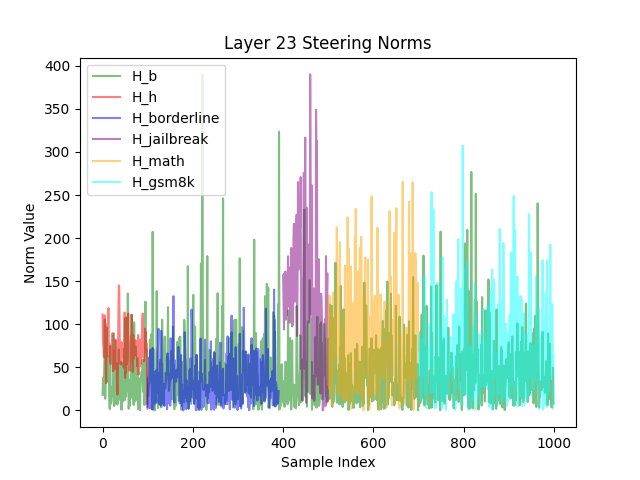 Layer 23 Steering Norms
H_b
H_h
H_borderline
H_jailbreak
H_math
H_gsm8k
Norm Value
400
350
300
250
200
150
100
50
0
0 200 400 600 800 1000
Sample Index